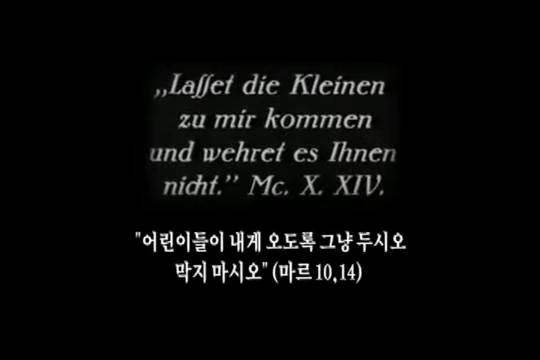 „Lasset die Kleinen
zu mir kommen
und wehret es Ihnen
nicht.” Mc. X. XIV.
"어린이들이 내게 오도록 그냥 두시오
막지 마시오" (마르 10,14)